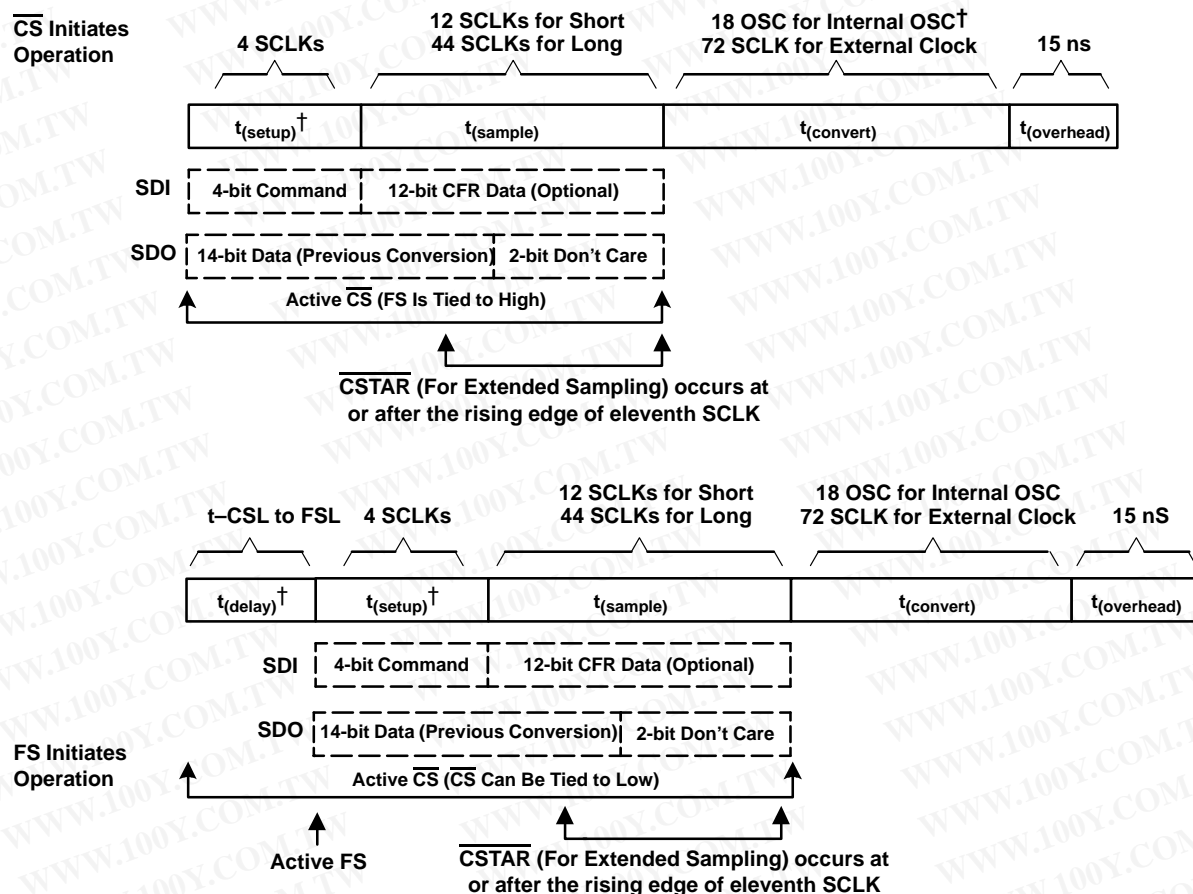 CS Initiates
Operation
4 SCLKs
12 SCLKs for Short
44 SCLKs for Long
18 OSC for Internal OSC†
72 SCLK for External Clock
15 ns
t(setup)†
t(sample)
t(convert)
t(overhead)
SDI
4-bit Command
12-bit CFR Data (Optional)
SDO
14-bit Data (Previous Conversion)
2-bit Don't Care
Active CS (FS Is Tied to High)
CSTAR (For Extended Sampling) occurs at
or after the rising edge of eleventh SCLK
t–CSL to FSL
4 SCLKs
12 SCLKs for Short
44 SCLKs for Long
18 OSC for Internal OSC
72 SCLK for External Clock
15 nS
t(delay)†
t(setup)†
t(sample)
t(convert)
t(overhead)
SDI
4-bit Command
12-bit CFR Data (Optional)
SDO
14-bit Data (Previous Conversion)
2-bit Don't Care
FS Initiates
Operation
Active CS (CS Can Be Tied to Low)
Active FS
CSTAR (For Extended Sampling) occurs at
or after the rising edge of eleventh SCLK
WWW.100Y.COM.TW